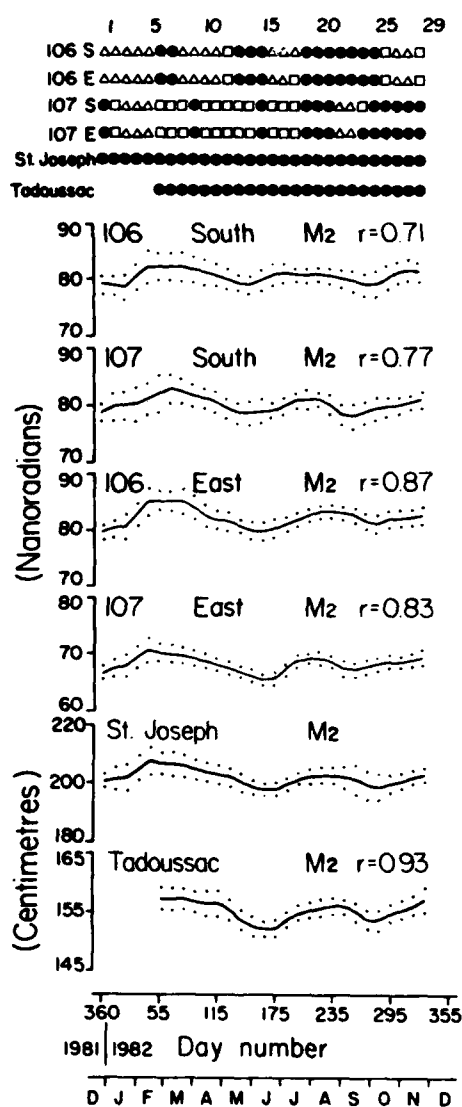 1 5 10 15 20 25 29
106 S
106 E
107 S
107 E
St. Joseph
Tadoussac
90 106 South M2 r=0.71
80
70
90 107 South M2 r=0.77
80
70
90 106 East M2 r=0.87
80
70
80 107 East M2 r=0.83
70
60
(Nanoradians)
220 St. Joseph M2
200
180
165 Tadoussac M2 r=0.93
155
145
(Centimetres)
360 55 115 175 235 295 355
1981 1982 Day number
D J F M A M J J A S O N D